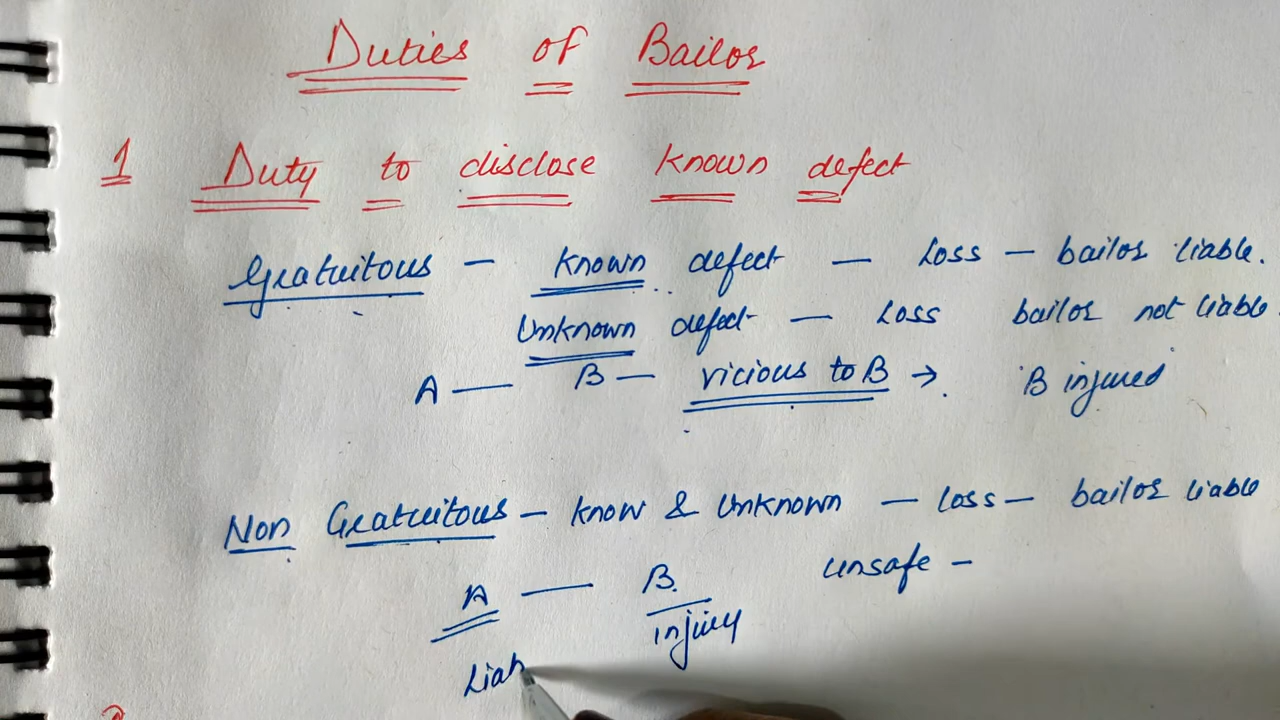 Duties of Bailor
1 Duty to disclose known defect
Gratuitous - Known defect - Loss - bailor liable.
Unknown defect - Loss bailor not liable.
A - B - vicious to B → B injured
Non Gratuitous - know & Unknown - Loss - bailor liable
A - B. unsafe -
injury
Liab